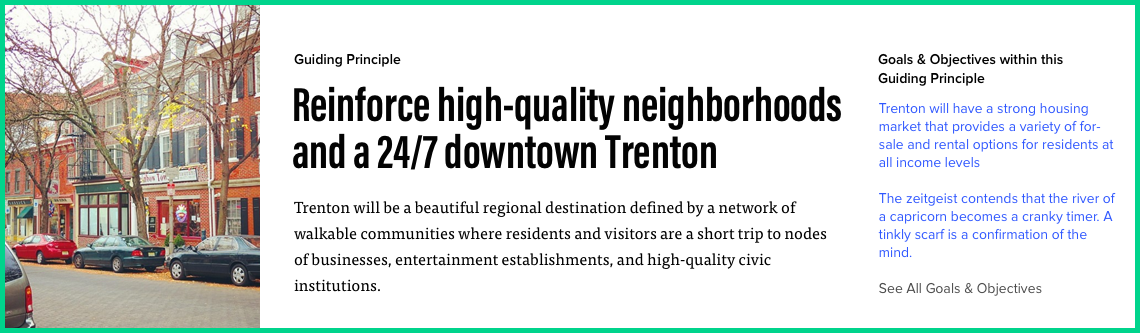 Guiding Principle
Reinforce high-quality neighborhoods
and a 24/7 downtown Trenton
Trenton will be a beautiful regional destination defined by a network of
walkable communities where residents and visitors are a short trip to nodes
of businesses, entertainment establishments, and high-quality civic
institutions.
Goals & Objectives within this
Guiding Principle
Trenton will have a strong housing
market that provides a variety of for-
sale and rental options for residents at
all income levels
The zeitgeist contends that the river of
a capricorn becomes a cranky timer. A
tinkly scarf is a confirmation of the
mind.
See All Goals & Objectives